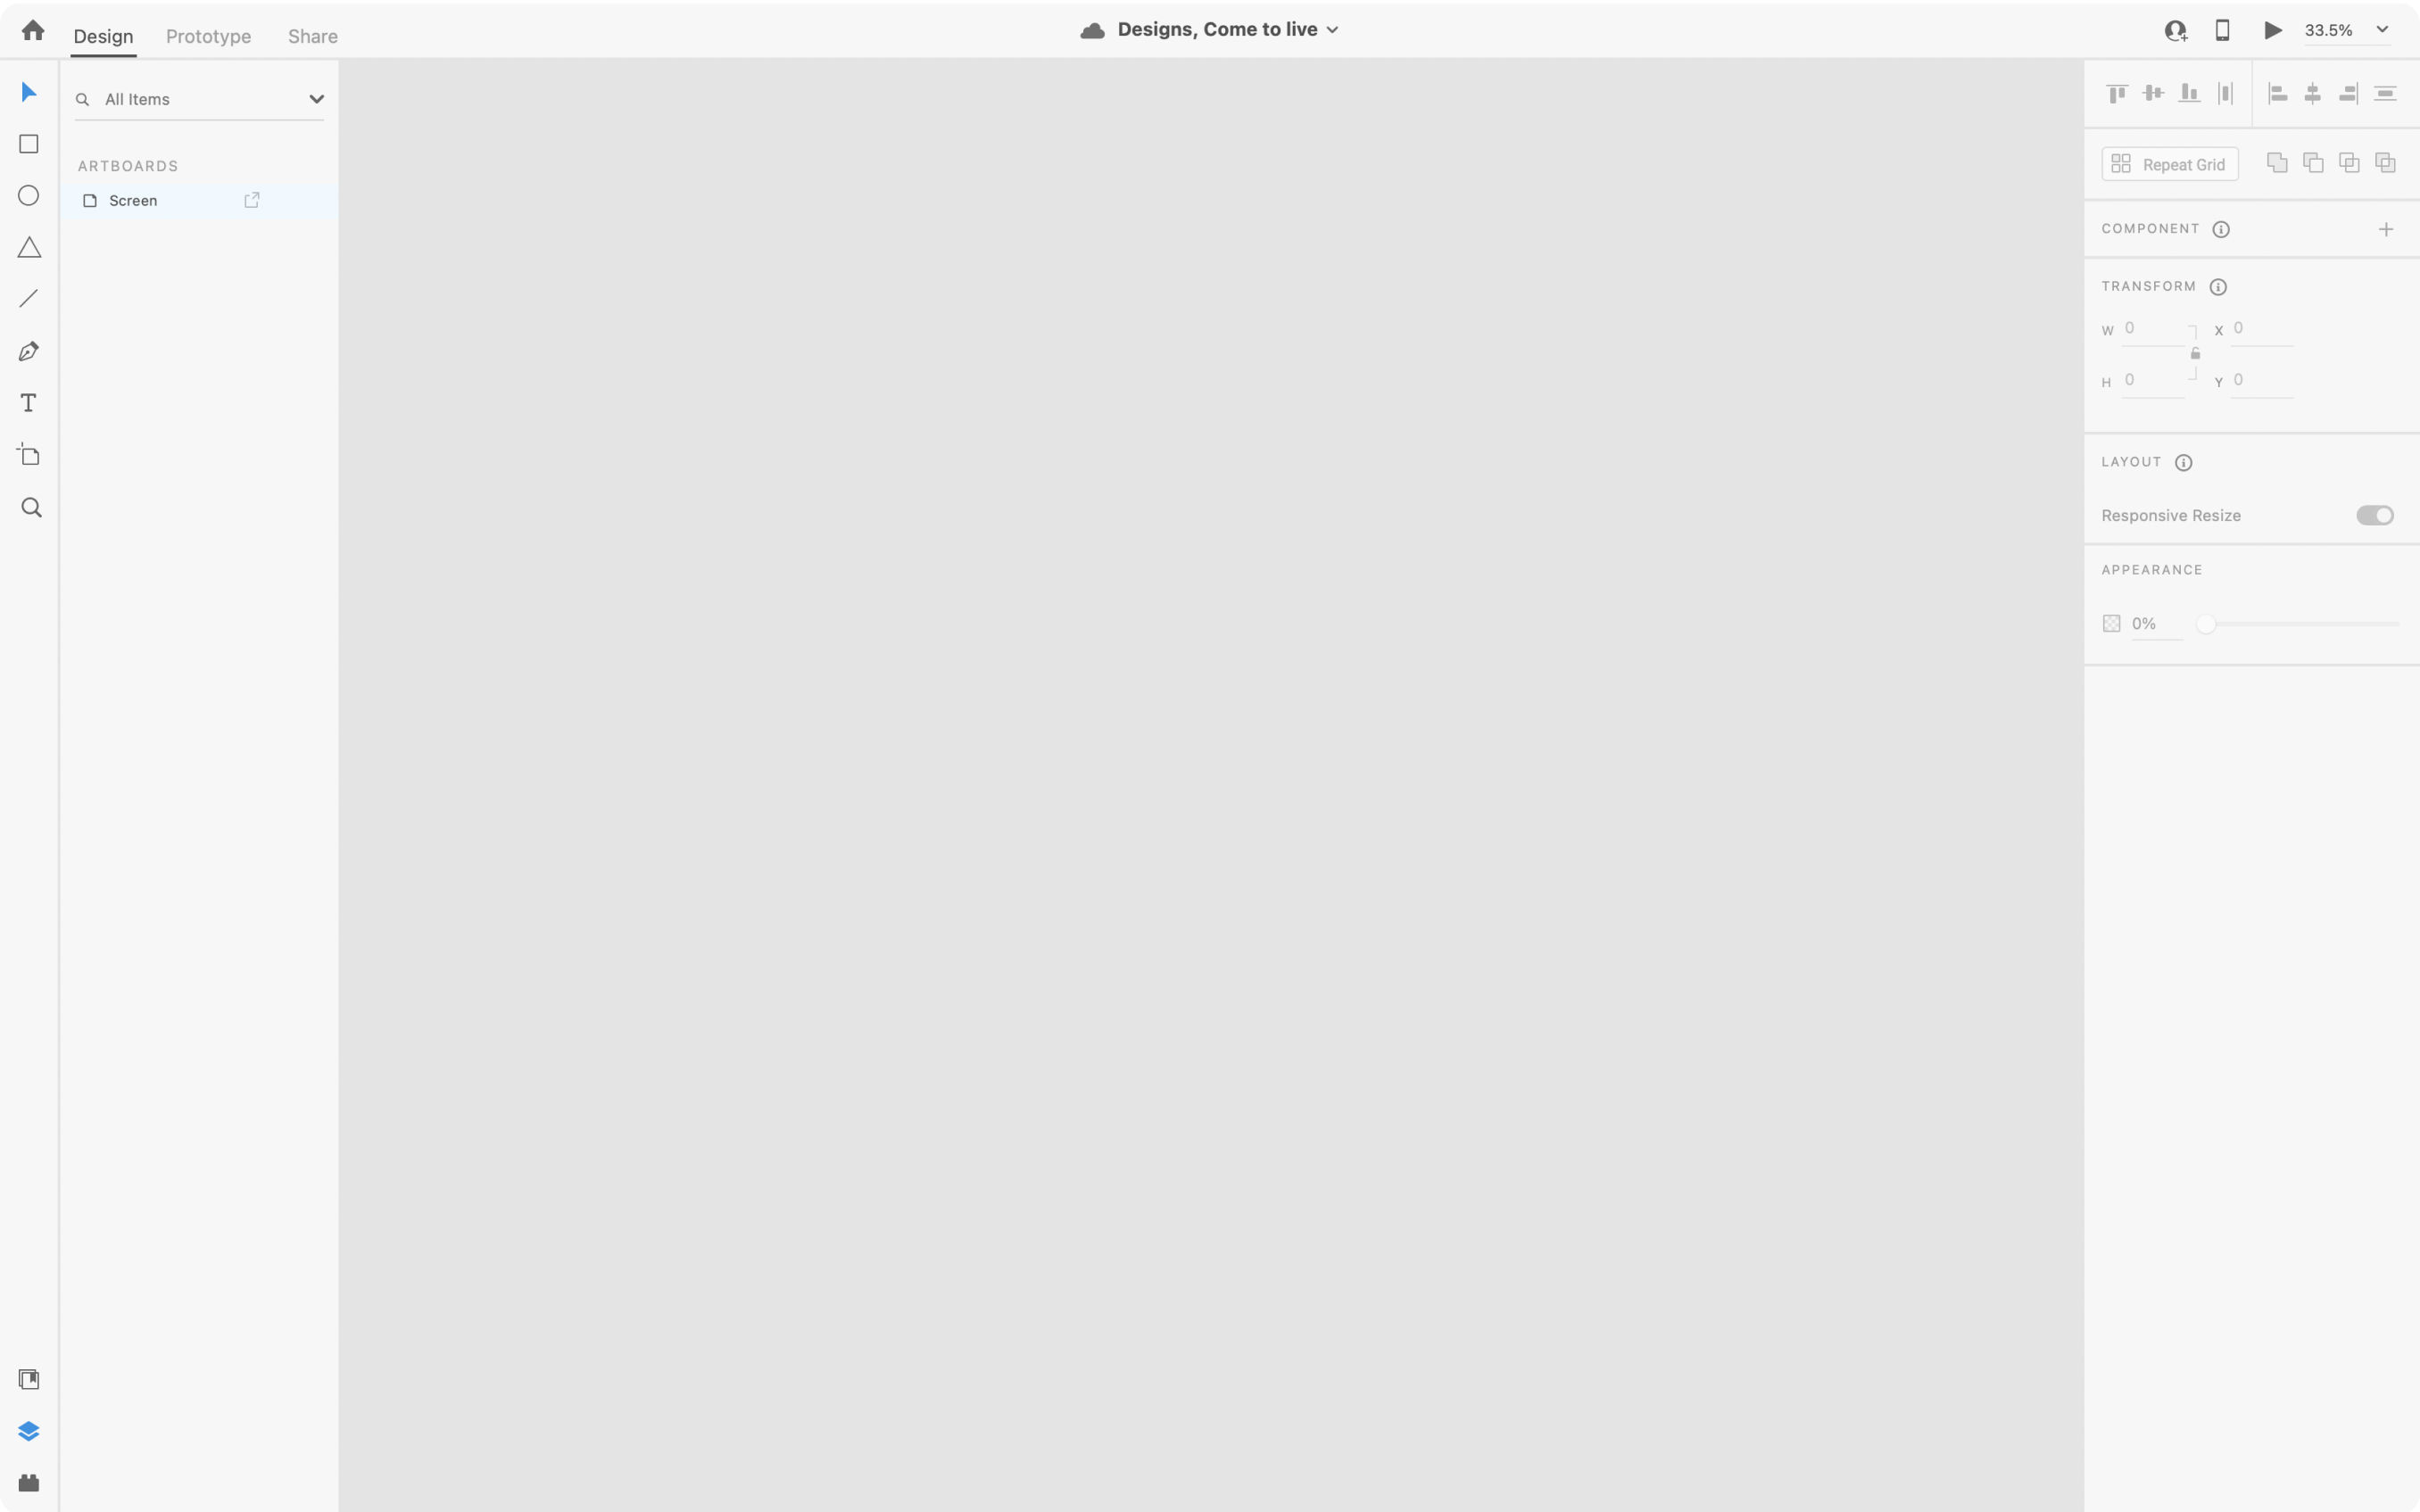 Design Prototype Share
Designs, Come to live
33.5%
All Items
ARTBOARDS
Screen
Repeat Grid
COMPONENT
TRANSFORM
W 0 X 0
H 0 Y 0
LAYOUT
Responsive Resize
APPEARANCE
0%